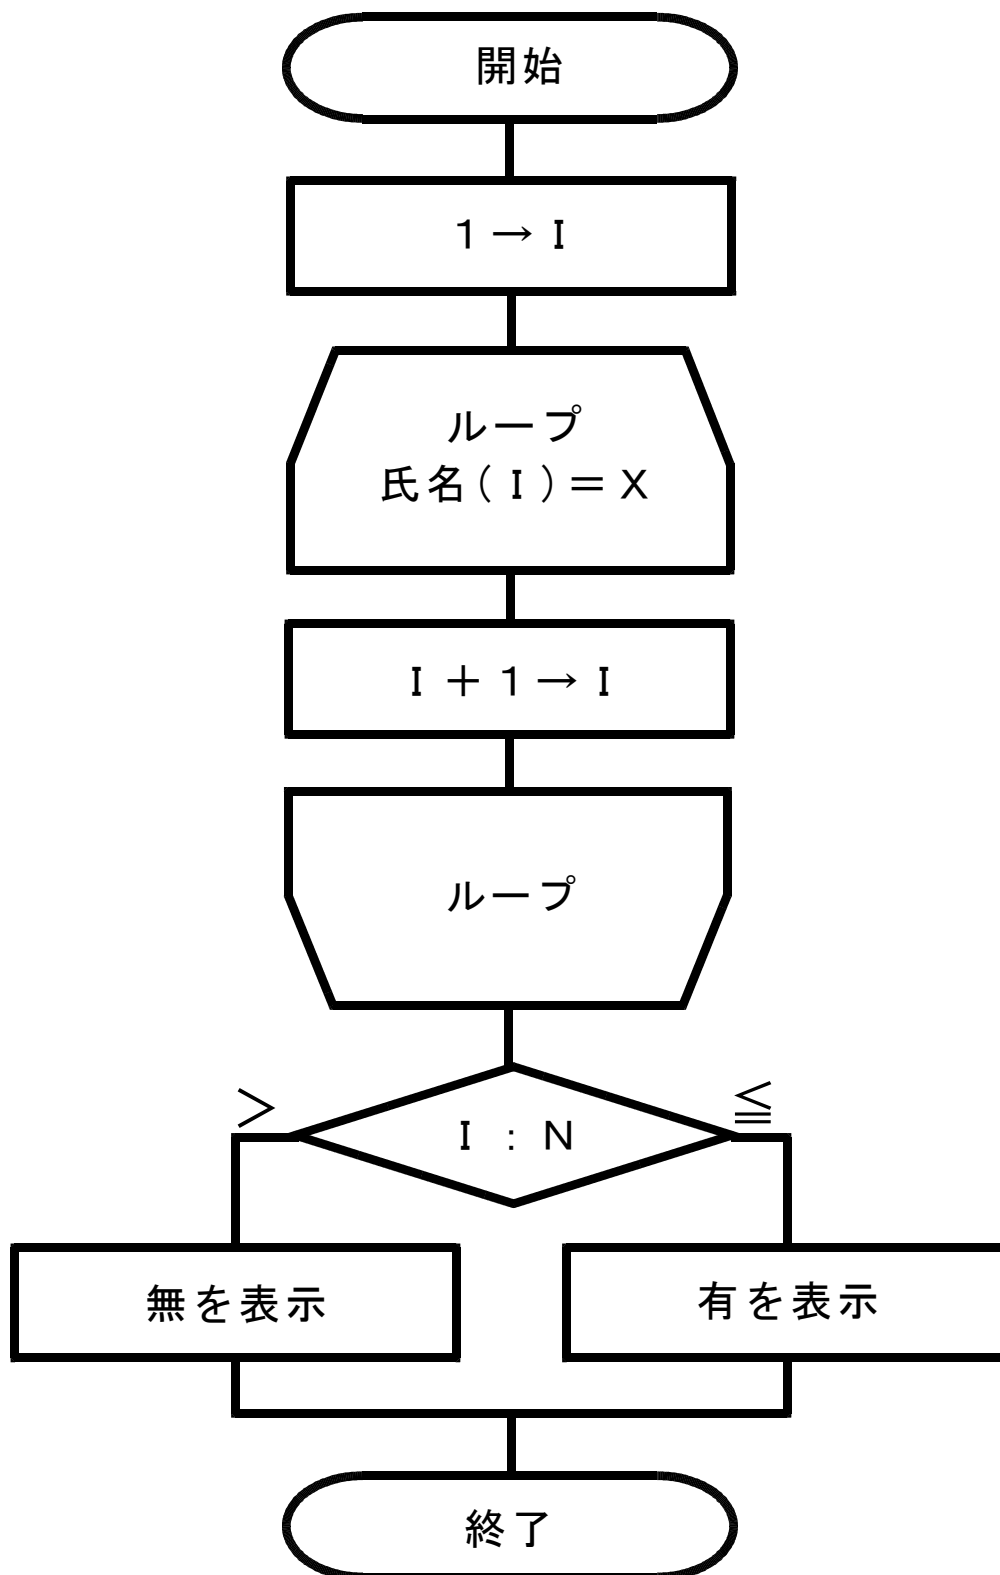 開始
1→I
ループ
氏名(I)=X
I+1→I
ループ
> ≦
I:N
無を表示 有を表示
終了